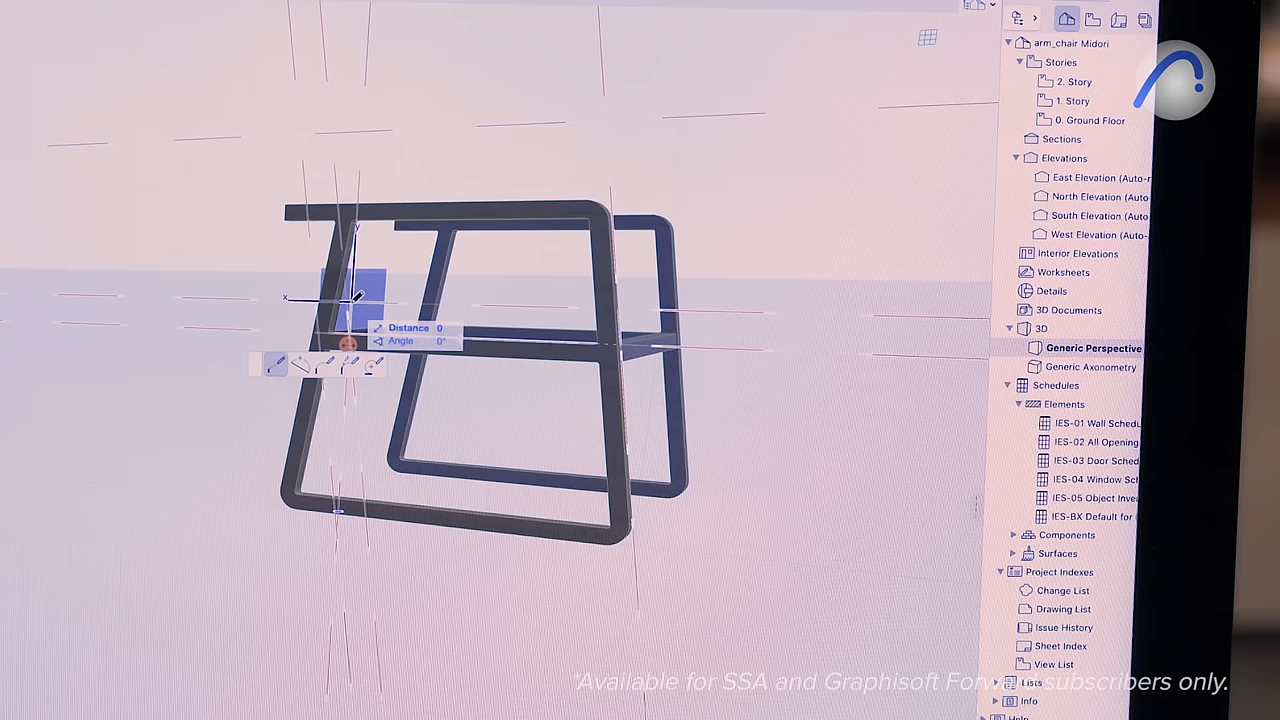 arm_chair Midori
Stories
2. Story
1. Story
0. Ground Floor
Sections
Elevations
East Elevation (Auto-r
North Elevation (Auto
South Elevation (Auto
West Elevation (Auto-
Interior Elevations
Worksheets
Details
3D Documents
3D
Generic Perspective
Generic Axonometry
Schedules
Elements
IES-01 Wall Schedu
IES-02 All Opening
IES-03 Door Sched
IES-04 Window Sch
IES-05 Object Inve
IES-BX Default for
Components
Surfaces
Project Indexes
Change List
Drawing List
Issue History
Sheet Index
View List
Lists
Info
Help
y
x
Distance 0
Angle 0°
*Available for SSA and Graphisoft Forward subscribers only.